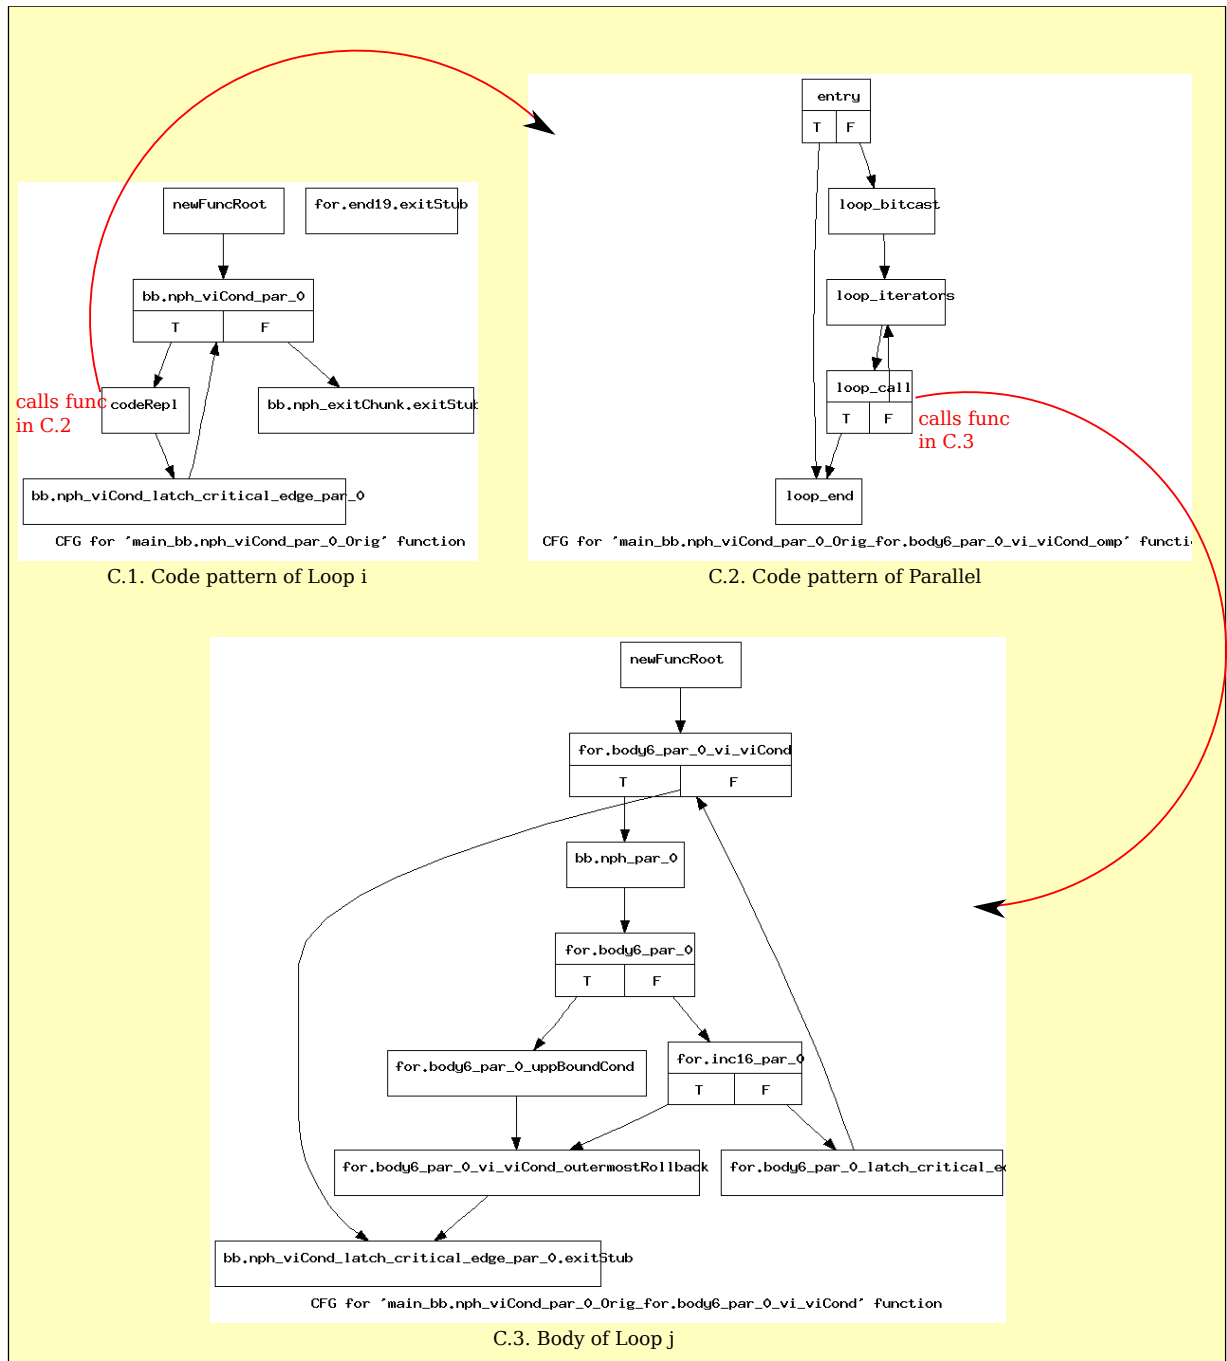 newFuncRoot
for.end19.exitStub
bb.nph_viCond_par_0
T F
calls func
in C.2
codeRepl
bb.nph_exitChunk.exitStub
bb.nph_viCond_latch_critical_edge_par_0
CFG for 'main_bb.nph_viCond_par_0_Orig' function
C.1. Code pattern of Loop i
entry
T F
loop_bitcast
loop_iterators
loop_call
T F
calls func
in C.3
loop_end
CFG for 'main_bb.nph_viCond_par_0_Orig_for.body6_par_0_vi_viCond_omp' functi
C.2. Code pattern of Parallel
newFuncRoot
for.body6_par_0_vi_viCond
T F
bb.nph_par_0
for.body6_par_0
T F
for.body6_par_0_uppBoundCond
for.inc16_par_0
T F
for.body6_par_0_vi_viCond_outermostRollback
for.body6_par_0_latch_critical_e
bb.nph_viCond_latch_critical_edge_par_0.exitStub
CFG for 'main_bb.nph_viCond_par_0_Orig_for.body6_par_0_vi_viCond' function
C.3. Body of Loop j